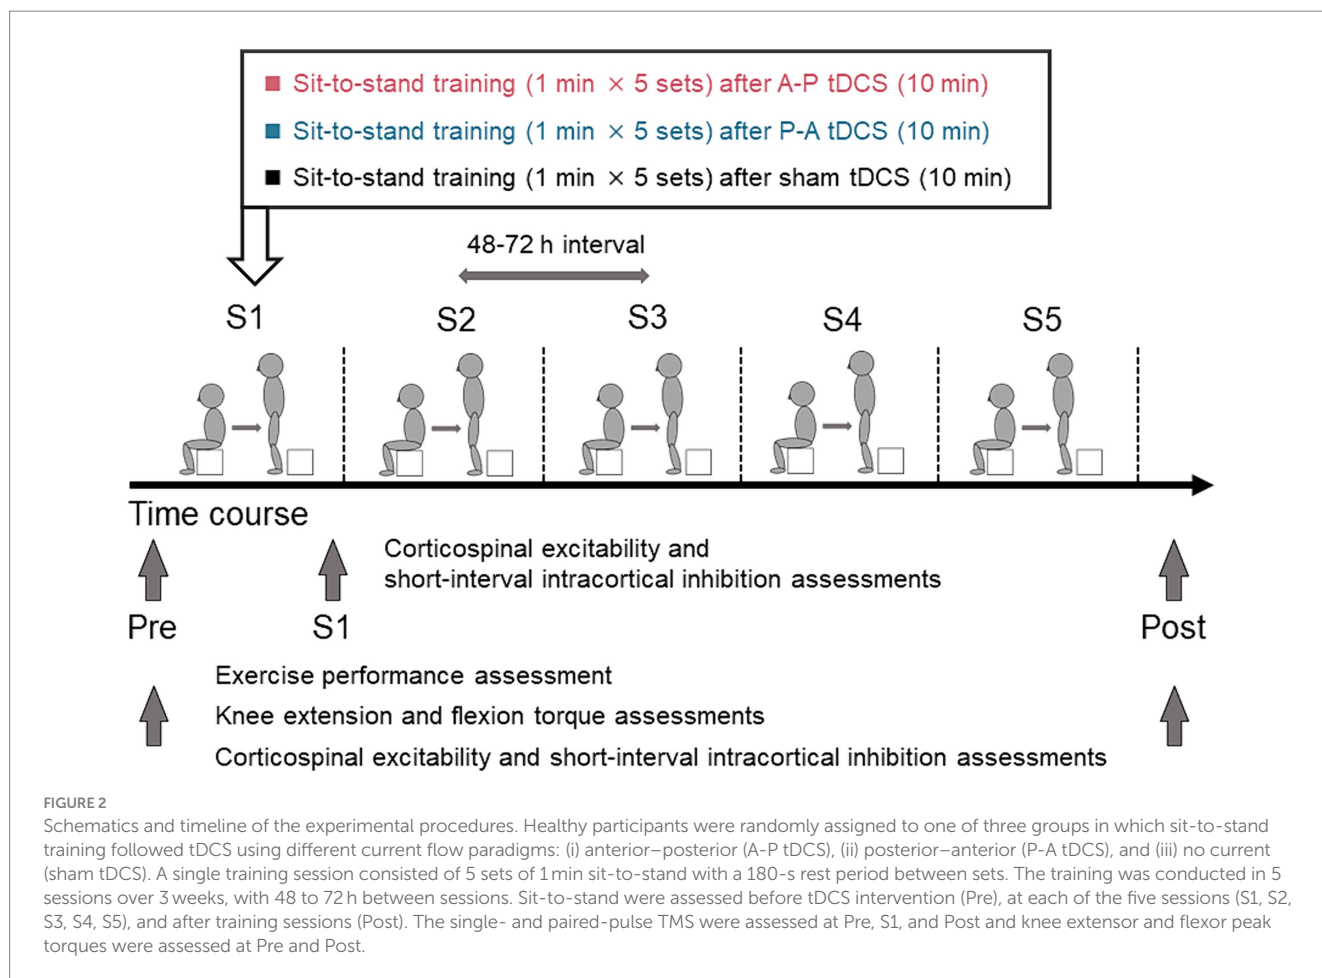 ■ Sit-to-stand training (1 min × 5 sets) after A-P tDCS (10 min)
■ Sit-to-stand training (1 min × 5 sets) after P-A tDCS (10 min)
■ Sit-to-stand training (1 min × 5 sets) after sham tDCS (10 min)
48-72 h interval
S1 S2 S3 S4 S5
Time course
Corticospinal excitability and
short-interval intracortical inhibition assessments
Pre S1 Post
Exercise performance assessment
Knee extension and flexion torque assessments
Corticospinal excitability and short-interval intracortical inhibition assessments
FIGURE 2
Schematics and timeline of the experimental procedures. Healthy participants were randomly assigned to one of three groups in which sit-to-stand
training followed tDCS using different current flow paradigms: (i) anterior–posterior (A-P tDCS), (ii) posterior–anterior (P-A tDCS), and (iii) no current
(sham tDCS). A single training session consisted of 5 sets of 1 min sit-to-stand with a 180-s rest period between sets. The training was conducted in 5
sessions over 3 weeks, with 48 to 72 h between sessions. Sit-to-stand were assessed before tDCS intervention (Pre), at each of the five sessions (S1, S2,
S3, S4, S5), and after training sessions (Post). The single- and paired-pulse TMS were assessed at Pre, S1, and Post and knee extensor and flexor peak
torques were assessed at Pre and Post.